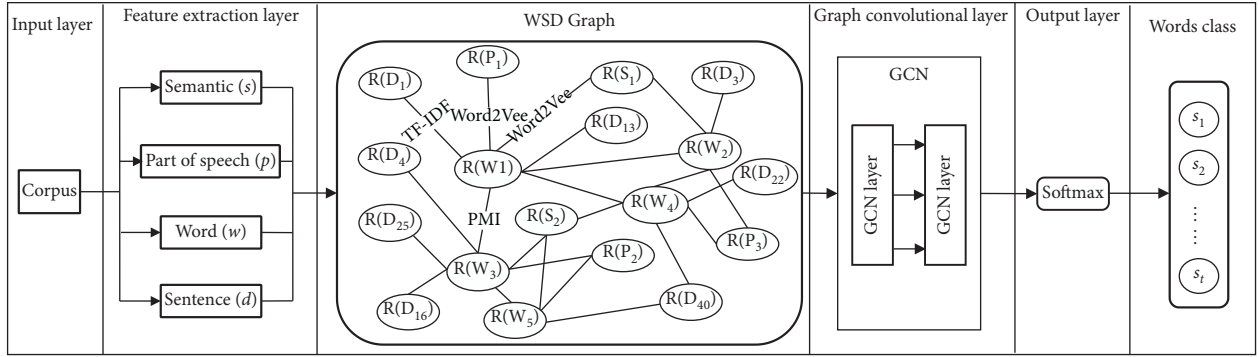 Input layer
Feature extraction layer
WSD Graph
Graph convolutional layer
Output layer
Words class
Corpus
Semantic (s)
Part of speech (p)
Word (w)
Sentence (d)
R(D₁)
R(P₁)
R(S₁)
R(D₃)
TF-IDF
Word2Vee
Word2Vee
R(D₁₃)
R(D₄)
R(W1)
R(W₂)
R(D₂₂)
R(D₂₅)
PMI
R(S₂)
R(W₄)
R(P₃)
R(W₃)
R(P₂)
R(D₁₆)
R(W₅)
R(D₄₀)
GCN
GCN layer
GCN layer
Softmax
s₁
s₂
......
sₜ